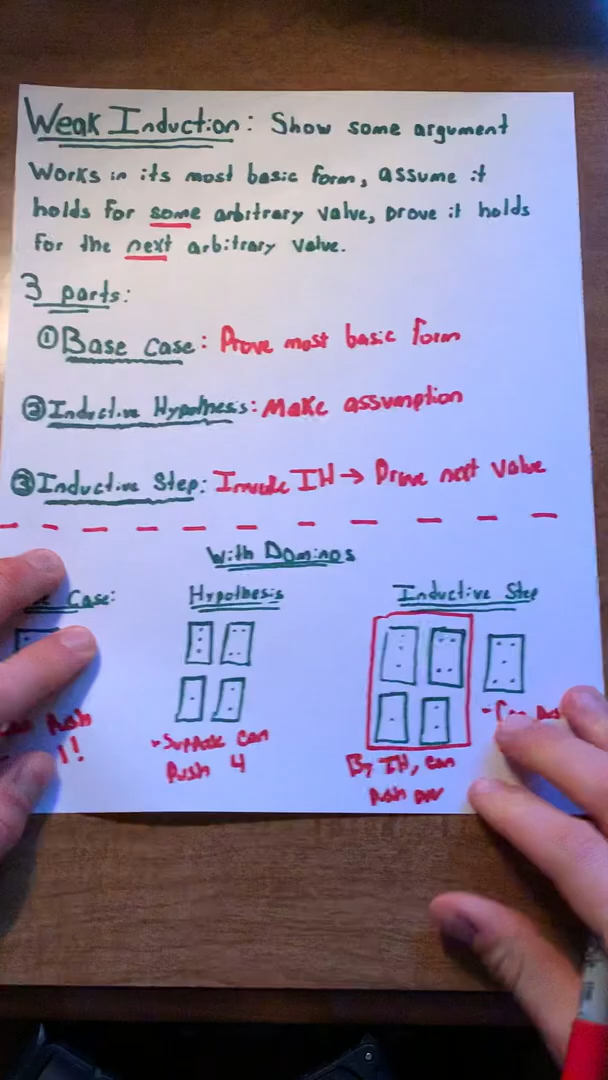 Weak Induction: Show some argument
Works in its most basic form, assume it
holds for some arbitrary value, prove it holds
for the next arbitrary value.
3 parts:
① Base Case: Prove most basic form
② Inductive Hypothesis: Make assumption
③ Inductive Step: Invoke IH → Prove next value
With Dominos
Case:
Hypothesis
Inductive Step
Push
1!
- Suppose can
Push 4
By IH, can
Push
- Can